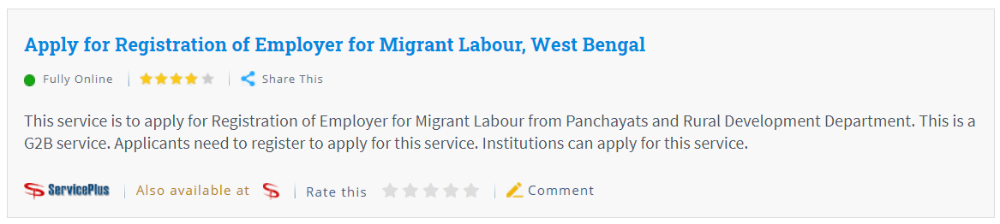 Apply for Registration of Employer for Migrant Labour, West Bengal
Fully Online | Share This
This service is to apply for Registration of Employer for Migrant Labour from Panchayats and Rural Development Department. This is a
G2B service. Applicants need to register to apply for this service. Institutions can apply for this service.
ServicePlus | Also available at | Rate this | Comment